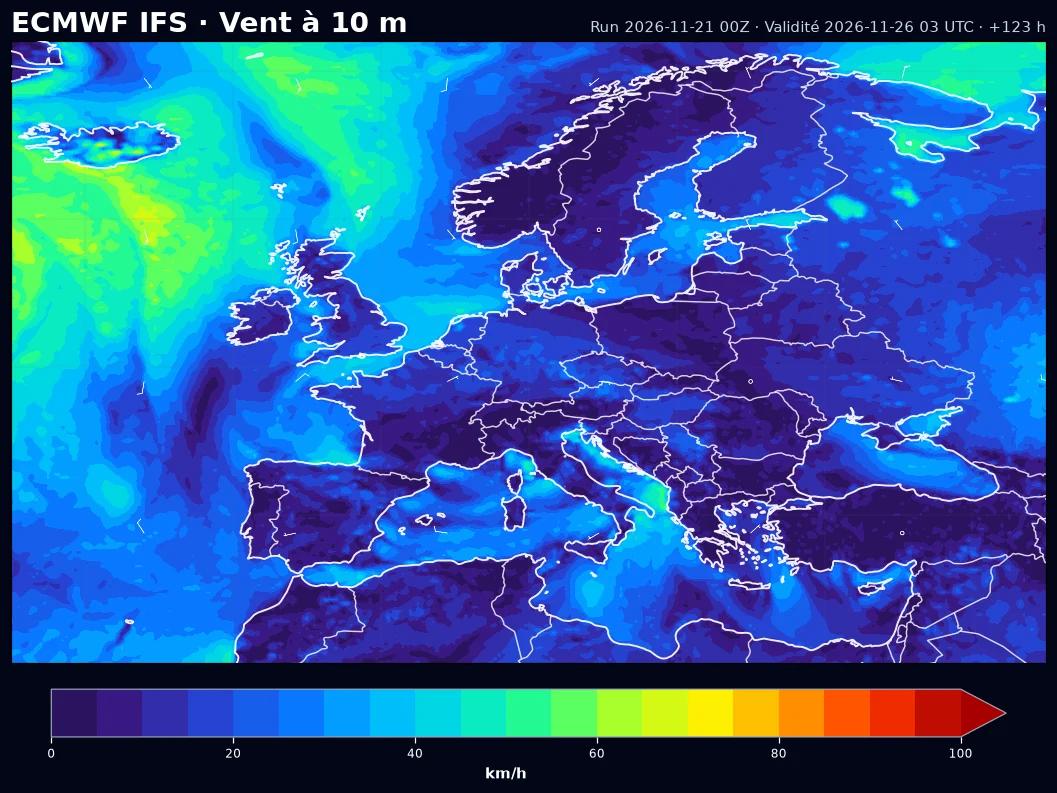 ECMWF IFS · Vent à 10 m
Run 2026-11-21 00Z · Validité 2026-11-26 03 UTC · +123 h
0 20 40 60 80 100
km/h